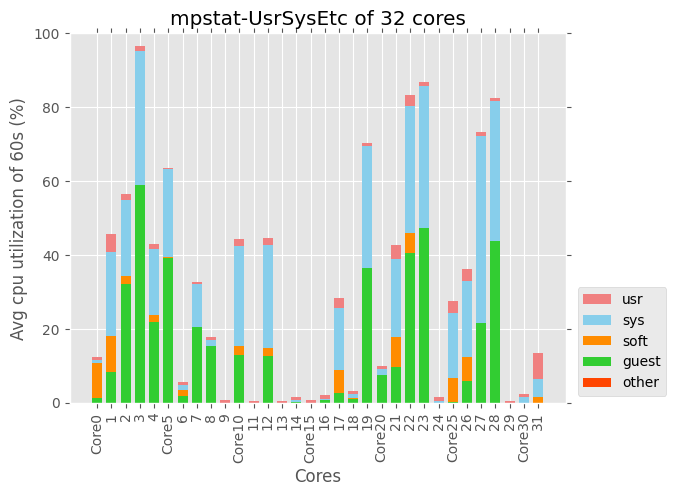 mpstat-UsrSysEtc of 32 cores
Avg cpu utilization of 60s (%)
100
80
60
40
20
0
Core0
1
2
3
4
Core5
6
7
8
9
Core10
11
12
13
14
Core15
16
17
18
19
Core20
21
22
23
24
Core25
26
27
28
29
Core30
31
Cores
usr
sys
soft
guest
other